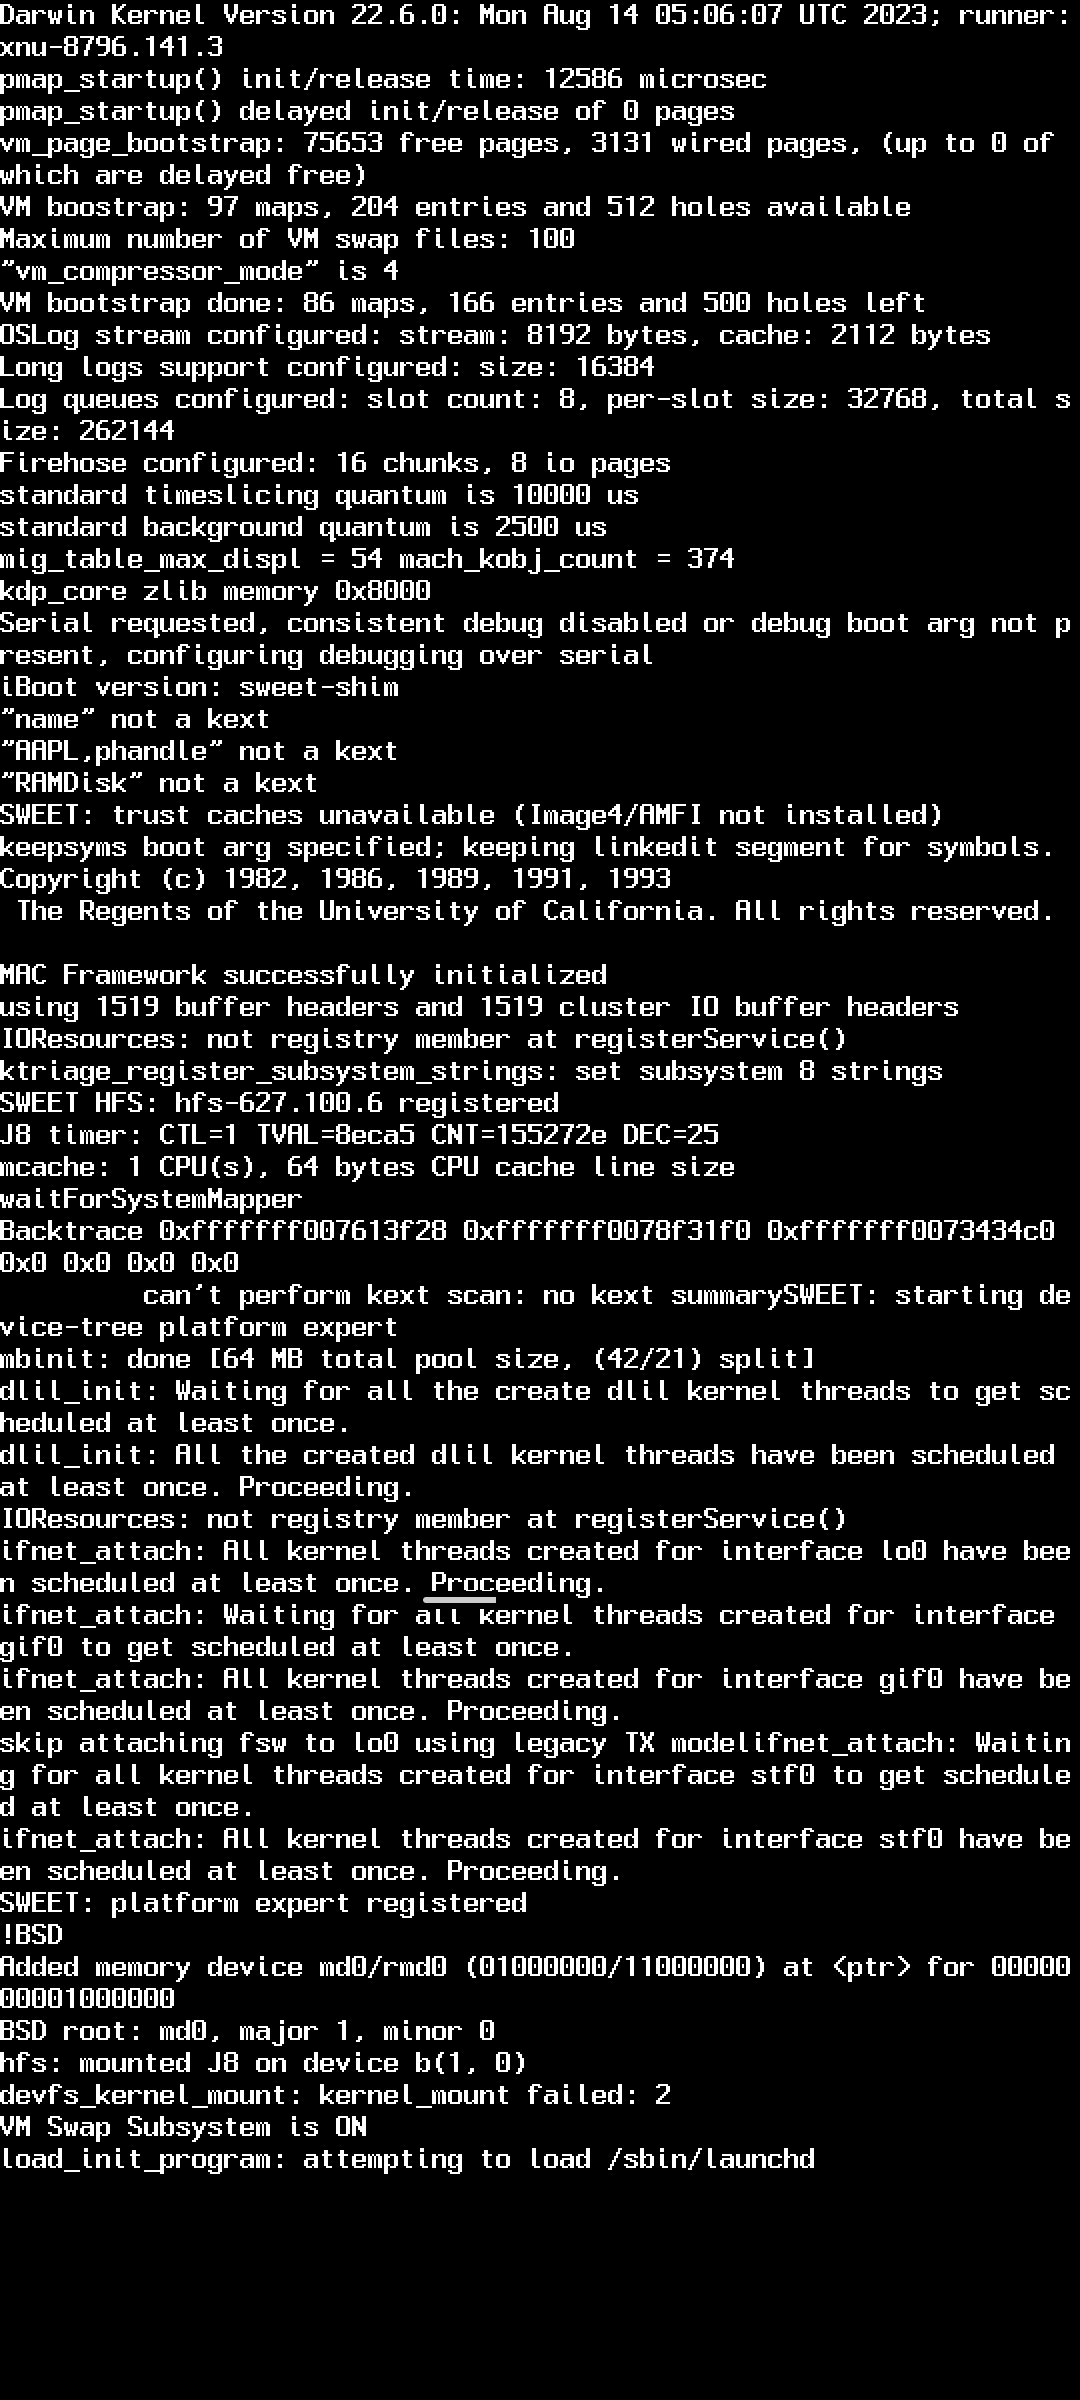 Darwin Kernel Version 22.6.0: Mon Aug 14 05:06:07 UTC 2023; runner:
xnu-8796.141.3
pmap_startup() init/release time: 12586 microsec
pmap_startup() delayed init/release of 0 pages
vm_page_bootstrap: 75653 free pages, 3131 wired pages, (up to 0 of
which are delayed free)
VM boostrap: 97 maps, 204 entries and 512 holes available
Maximum number of VM swap files: 100
"vm_compressor_mode" is 4
VM bootstrap done: 86 maps, 166 entries and 500 holes left
OSLog stream configured: stream: 8192 bytes, cache: 2112 bytes
Long logs support configured: size: 16384
Log queues configured: slot count: 8, per-slot size: 32768, total s
ize: 262144
Firehose configured: 16 chunks, 8 io pages
standard timeslicing quantum is 10000 us
standard background quantum is 2500 us
mig_table_max_displ = 54 mach_kobj_count = 374
kdp_core zlib memory 0x8000
Serial requested, consistent debug disabled or debug boot arg not p
resent, configuring debugging over serial
iBoot version: sweet-shim
"name" not a kext
"AAPL,phandle" not a kext
"RAMDisk" not a kext
SWEET: trust caches unavailable (Image4/AMFI not installed)
keepsyms boot arg specified; keeping linkedit segment for symbols.
Copyright (c) 1982, 1986, 1989, 1991, 1993
 The Regents of the University of California. All rights reserved.

MAC Framework successfully initialized
using 1519 buffer headers and 1519 cluster IO buffer headers
IOResources: not registry member at registerService()
ktriage_register_subsystem_strings: set subsystem 8 strings
SWEET HFS: hfs-627.100.6 registered
J8 timer: CTL=1 TVAL=8eca5 CNT=155272e DEC=25
mcache: 1 CPU(s), 64 bytes CPU cache line size
waitForSystemMapper
Backtrace 0xfffffff007613f28 0xfffffff0078f31f0 0xfffffff0073434c0
0x0 0x0 0x0 0x0
         can't perform kext scan: no kext summarySWEET: starting de
vice-tree platform expert
mbinit: done [64 MB total pool size, (42/21) split]
dlil_init: Waiting for all the create dlil kernel threads to get sc
heduled at least once.
dlil_init: All the created dlil kernel threads have been scheduled
at least once. Proceeding.
IOResources: not registry member at registerService()
ifnet_attach: All kernel threads created for interface lo0 have bee
n scheduled at least once. Proceeding.
ifnet_attach: Waiting for all kernel threads created for interface
gif0 to get scheduled at least once.
ifnet_attach: All kernel threads created for interface gif0 have be
en scheduled at least once. Proceeding.
skip attaching fsw to lo0 using legacy TX modelifnet_attach: Waitin
g for all kernel threads created for interface stf0 to get schedule
d at least once.
ifnet_attach: All kernel threads created for interface stf0 have be
en scheduled at least once. Proceeding.
SWEET: platform expert registered
!BSD
Added memory device md0/rmd0 (01000000/11000000) at <ptr> for 00000
00001000000
BSD root: md0, major 1, minor 0
hfs: mounted J8 on device b(1, 0)
devfs_kernel_mount: kernel_mount failed: 2
VM Swap Subsystem is ON
load_init_program: attempting to load /sbin/launchd